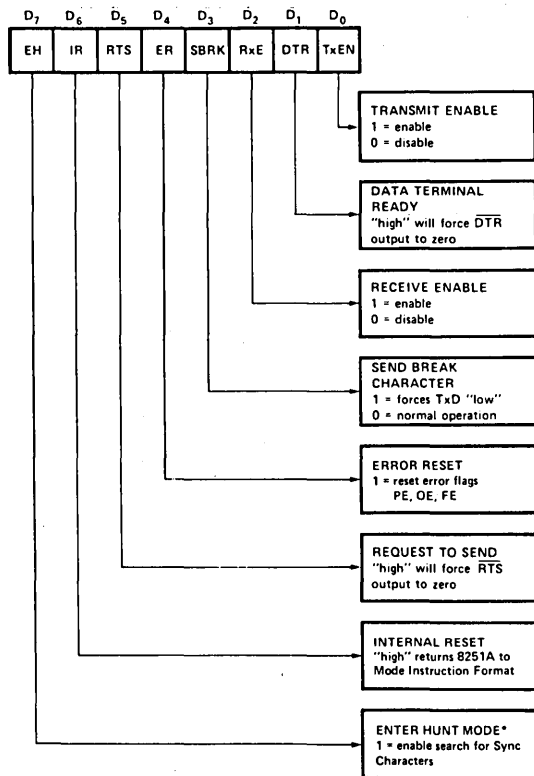 D7 D6 D5 D4 D3 D2 D1 D0
EH IR RTS ER SBRK RxE DTR TxEN
TRANSMIT ENABLE
1 = enable
0 = disable
DATA TERMINAL
READY
"high" will force DTR
output to zero
RECEIVE ENABLE
1 = enable
0 = disable
SEND BREAK
CHARACTER
1 = forces TxD "low"
0 = normal operation
ERROR RESET
1 = reset error flags
PE, OE, FE
REQUEST TO SEND
"high" will force RTS
output to zero
INTERNAL RESET
"high" returns 8251A to
Mode Instruction Format
ENTER HUNT MODE*
1 = enable search for Sync
Characters